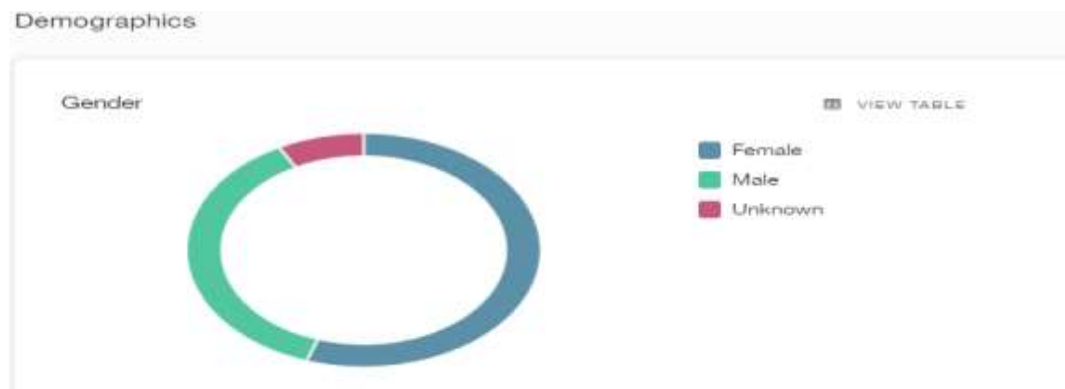 Demographics
Gender
VIEW TABLE
Female
Male
Unknown